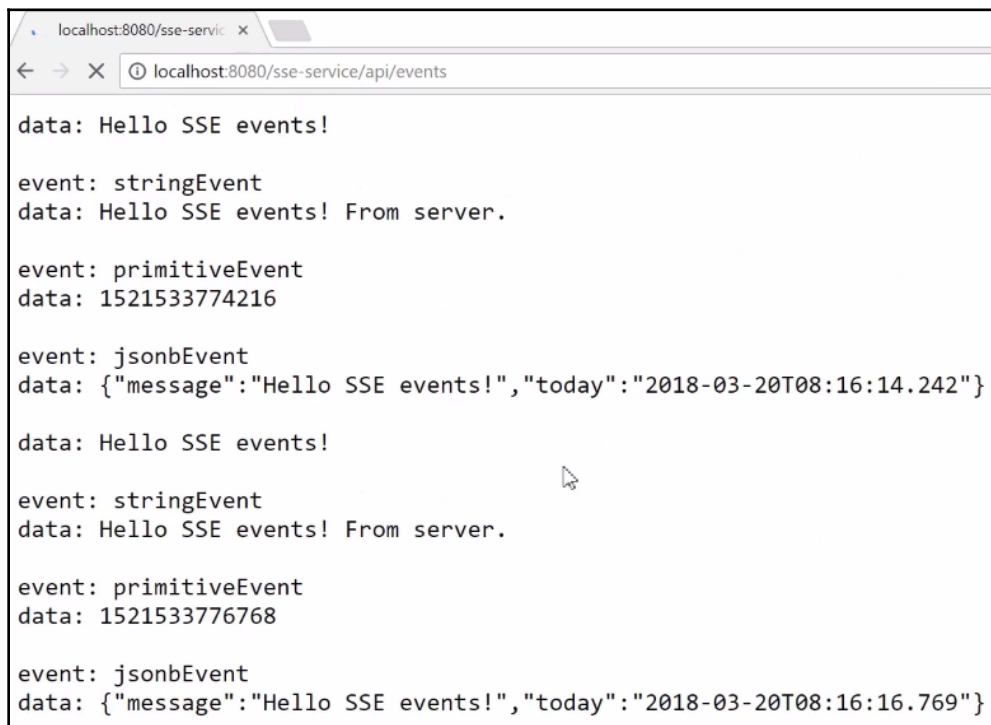 localhost:8080/sse-servic
localhost:8080/sse-service/api/events
data: Hello SSE events!
event: stringEvent
data: Hello SSE events! From server.
event: primitiveEvent
data: 1521533774216
event: jsonbEvent
data: {"message":"Hello SSE events!","today":"2018-03-20T08:16:14.242"}
data: Hello SSE events!
event: stringEvent
data: Hello SSE events! From server.
event: primitiveEvent
data: 1521533776768
event: jsonbEvent
data: {"message":"Hello SSE events!","today":"2018-03-20T08:16:16.769"}